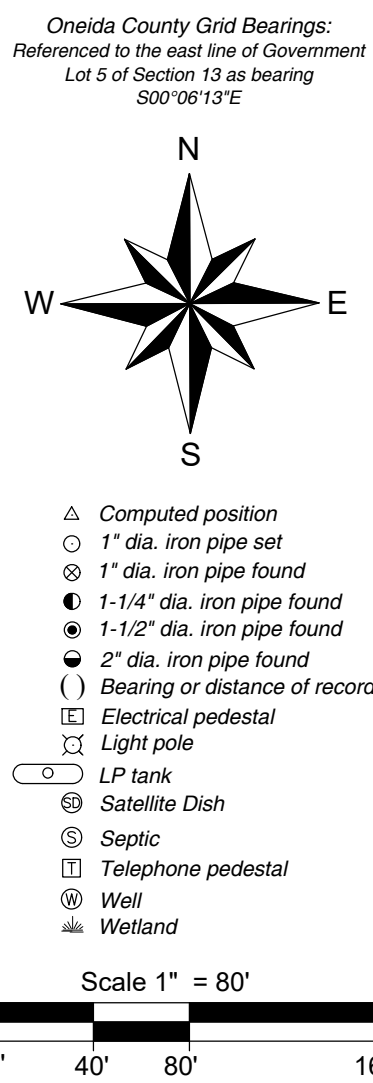 Oneida County Grid Bearings:
Referenced to the east line of Government
Lot 5 of Section 13 as bearing
S00°06'13"E
N
W E
S
Computed position
1" dia. iron pipe set
1" dia. iron pipe found
1-1/4" dia. iron pipe found
1-1/2" dia. iron pipe found
2" dia. iron pipe found
( ) Bearing or distance of record
E Electrical pedestal
Light pole
LP tank
SD Satellite Dish
S Septic
T Telephone pedestal
W Well
Wetland
Scale 1" = 80'
40' 80'